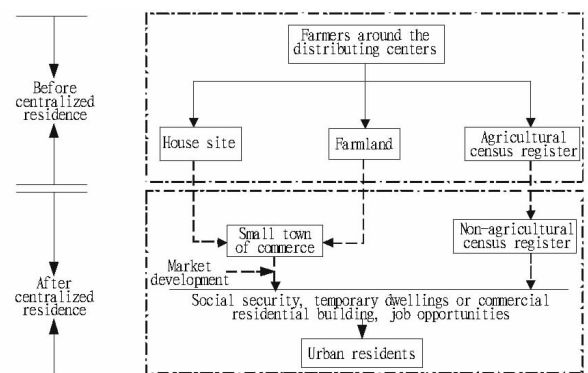 Farmers around the
distributing centers
Before
centralized
residence
House site
Farmland
Agricultural
census register
Small town
of commerce
Non-agricultural
census register
Market
development
After
centralized
residence
Social security, temporary dwellings or commercial
residential building, job opportunities
Urban residents